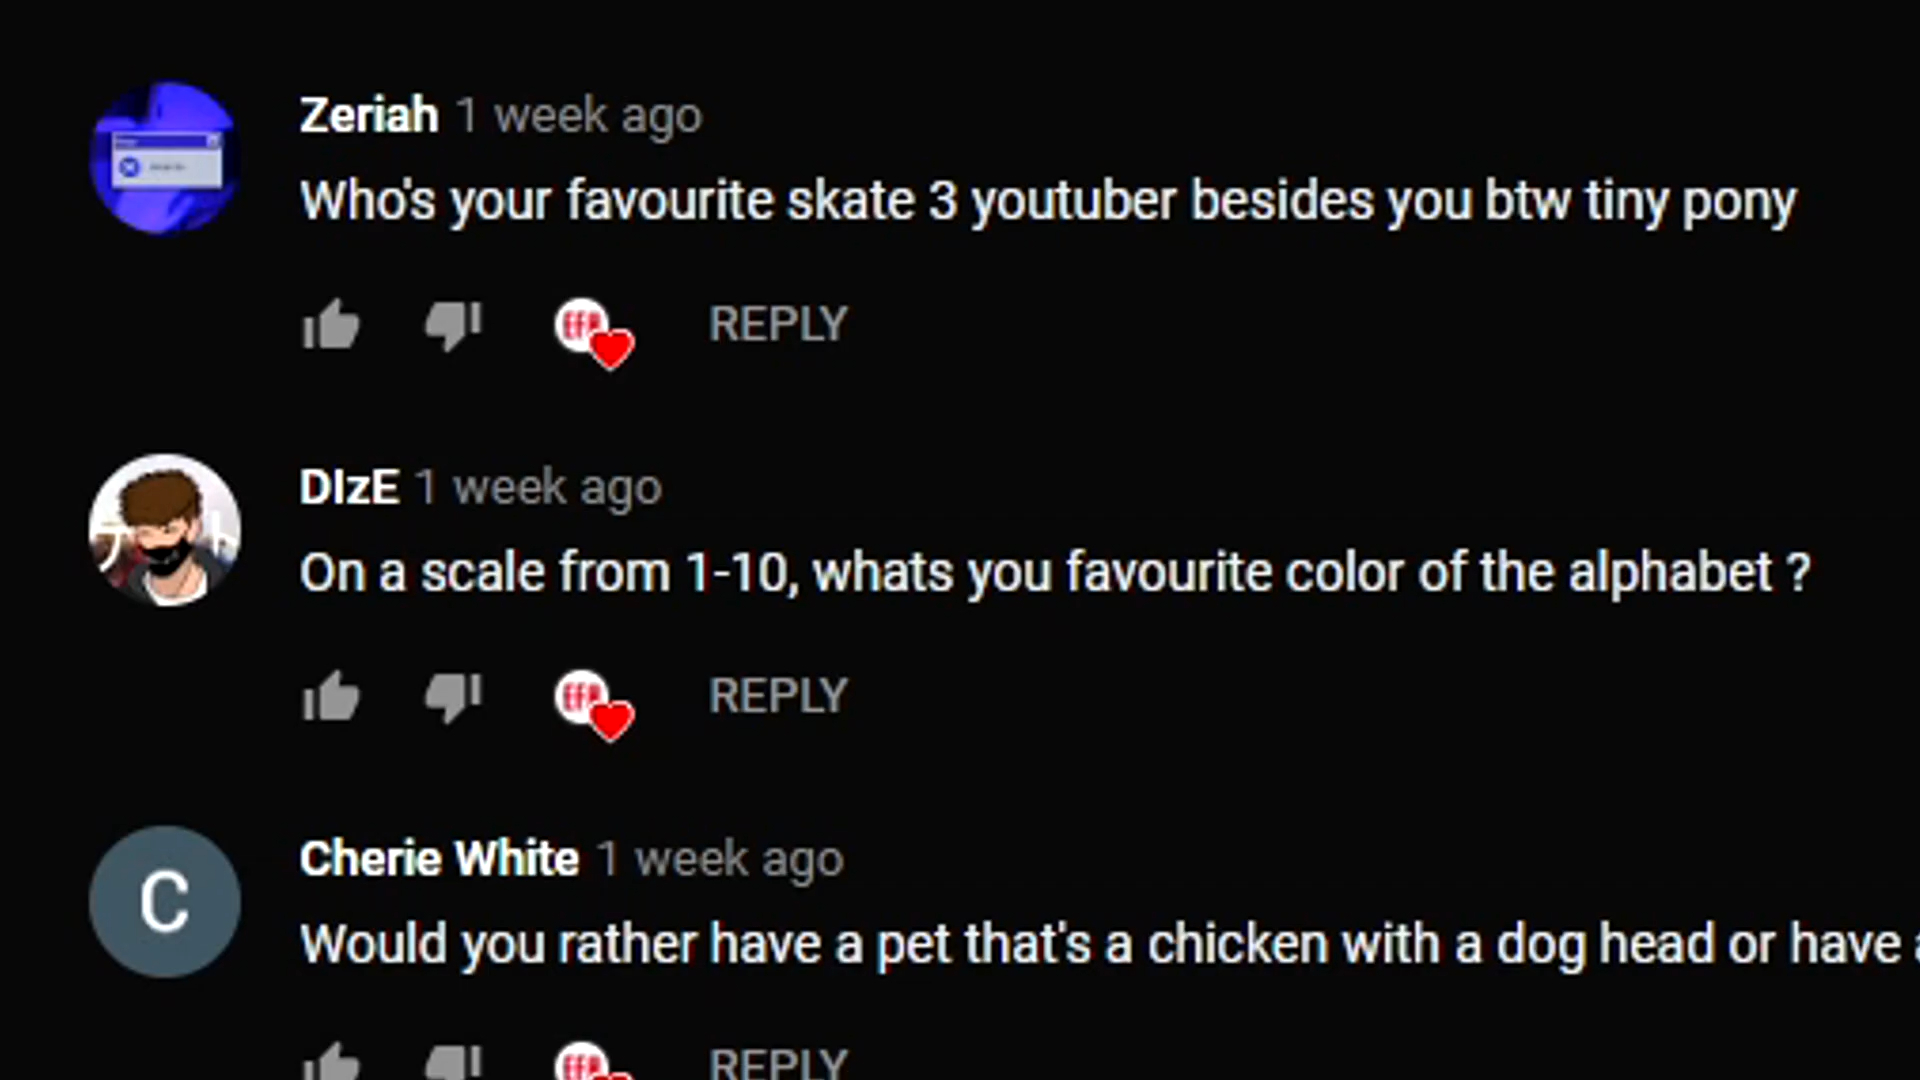 Zeriah 1 week ago
Who's your favourite skate 3 youtuber besides you btw tiny pony
REPLY
DIzE 1 week ago
On a scale from 1-10, whats you favourite color of the alphabet ?
REPLY
C
Cherie White 1 week ago
Would you rather have a pet that's a chicken with a dog head or have
REPLY